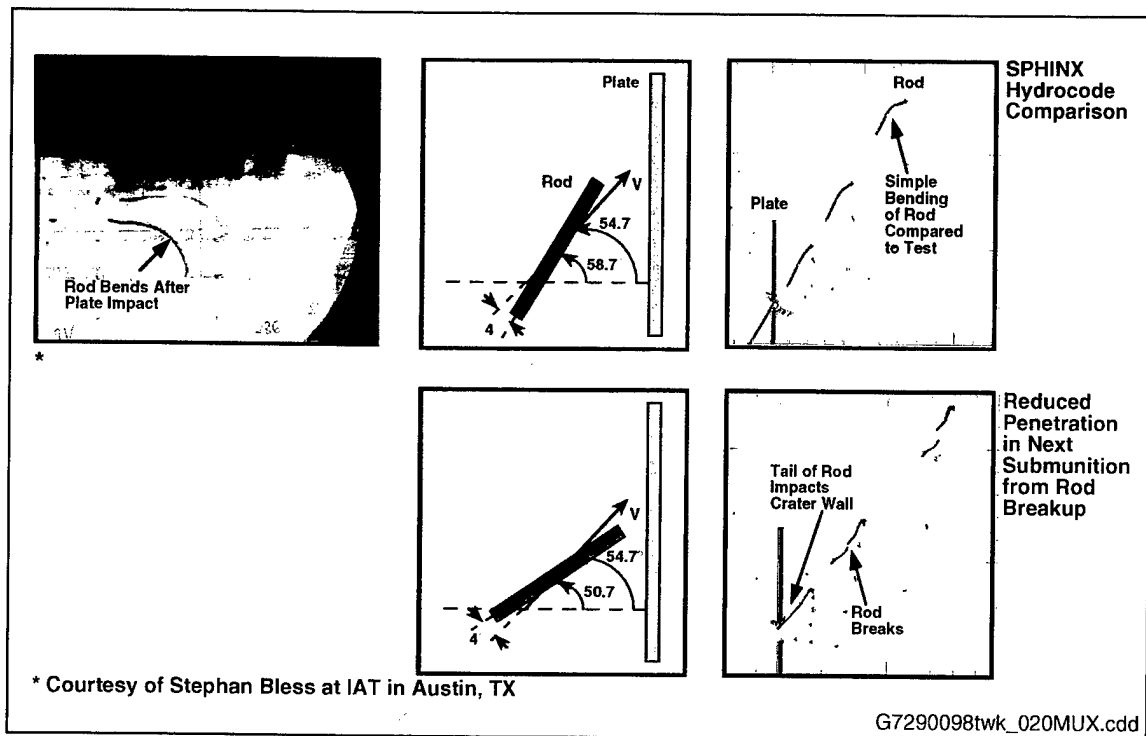 SPHINX
Hydrocode
Comparison
Rod Bends After
Plate Impact
*
Plate
Rod
V
54.7
58.7
4
Rod
Plate
Simple
Bending
of Rod
Compared
to Test
Reduced
Penetration
in Next
Submunition
from Rod
Breakup
V
54.7
50.7
4
Tail of Rod
Impacts
Crater Wall
Rod
Breaks
* Courtesy of Stephan Bless at IAT in Austin, TX
G7290098twk_020MUX.cdd